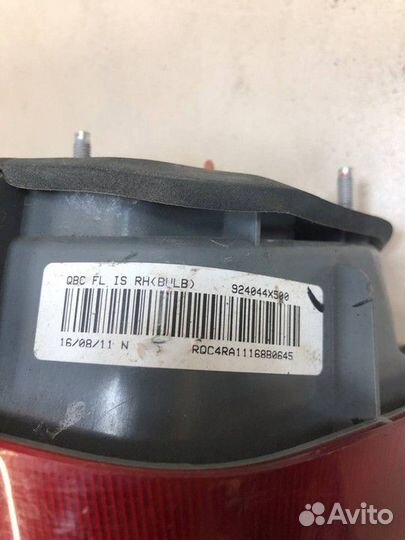 QBC FL IS RH(BULB) 924044X500
16/08/11 N RQC4RA11168B0645
Avito